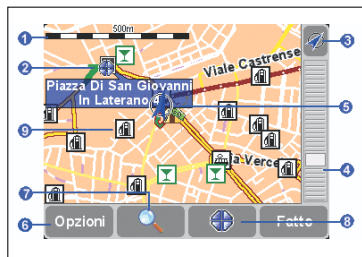 1
500m
2
3
Viale Castrense
Piazza Di San Giovanni
In Laterano
5
9
a Verce
4
7
6
Opzioni
Fatto
8